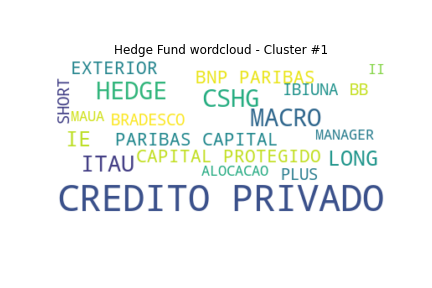 Hedge Fund wordcloud - Cluster #1
EXTERIOR
BNP PARIBAS
II
SHORT
HEDGE
CSHG
IBIUNA
BB
MAUA
BRADESCO
MACRO
IE
PARIBAS CAPITAL
MANAGER
ITAU
CAPITAL PROTEGIDO
LONG
ALOCACAO
PLUS
CREDITO PRIVADO